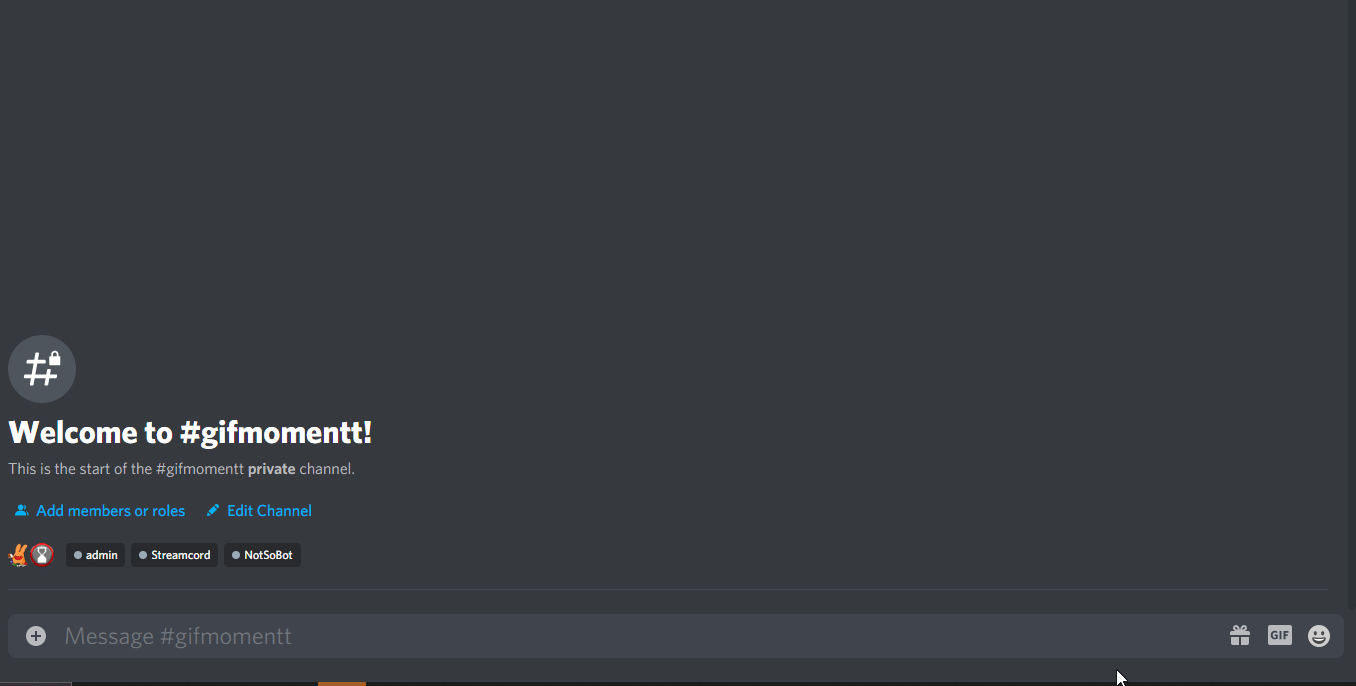 Welcome to #gifmomentt!
This is the start of the #gifmomentt private channel.
Add members or roles Edit Channel
admin Streamcord NotSoBot
Message #gifmomentt GIF